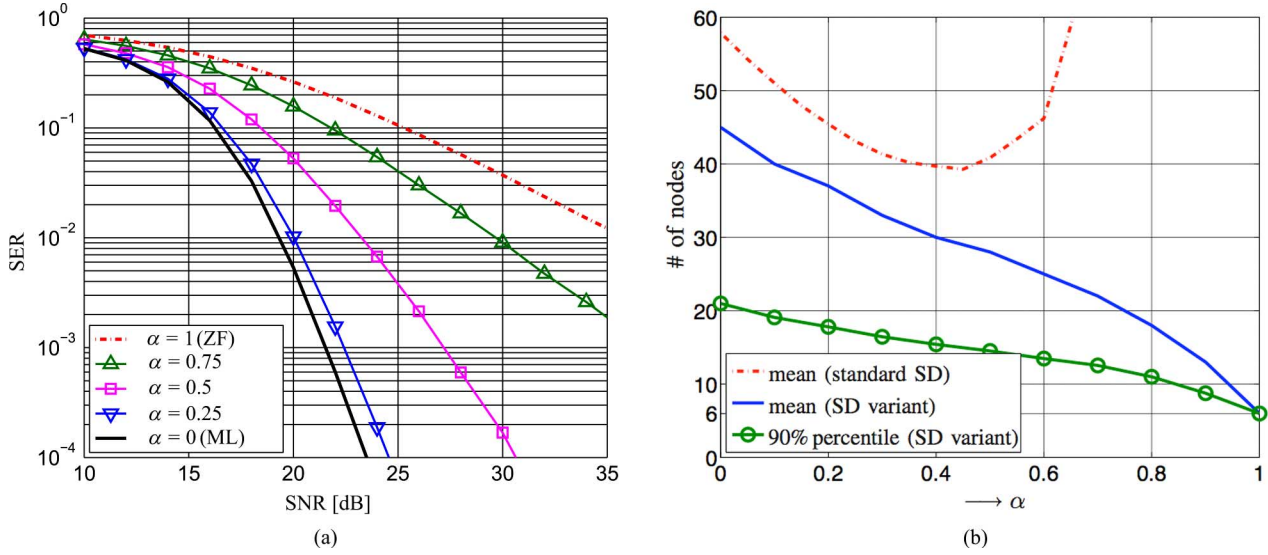 10^0
10^-1
10^-2
10^-3
10^-4
SER
10 15 20 25 30 35
SNR [dB]
α = 1 (ZF)
α = 0.75
α = 0.5
α = 0.25
α = 0 (ML)
(a)
60
50
40
30
20
10
6
0
# of nodes
0 0.2 0.4 0.6 0.8 1
⟶ α
mean (standard SD)
mean (SD variant)
90% percentile (SD variant)
(b)